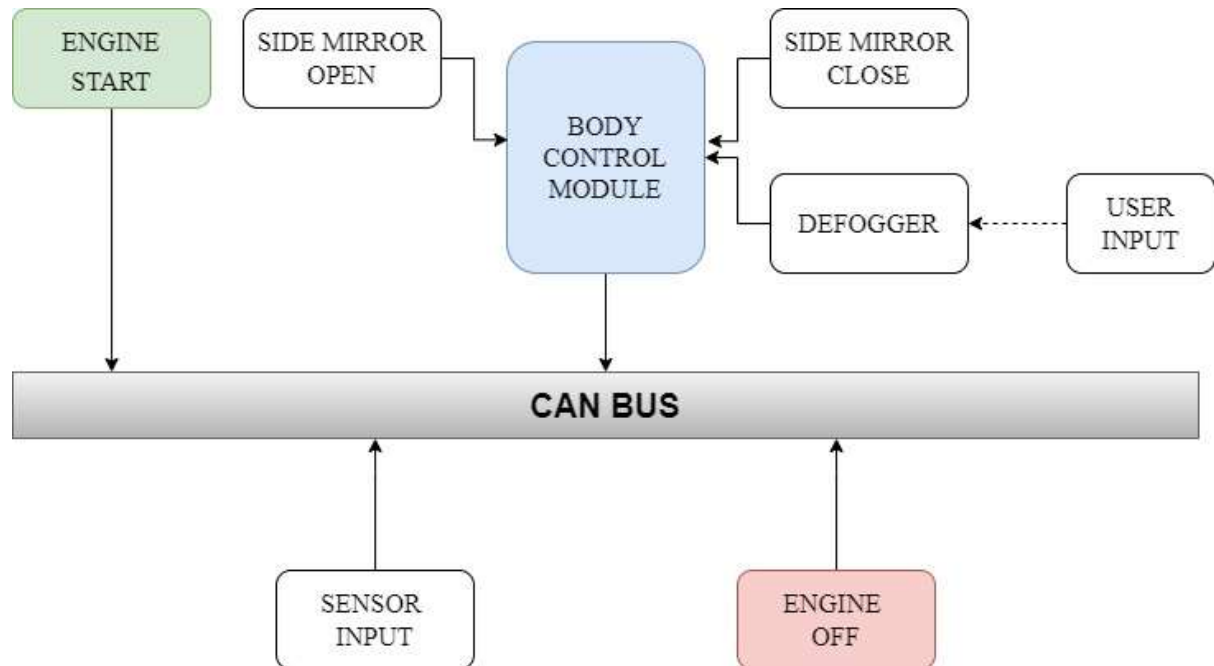 ENGINE
START
SIDE MIRROR
OPEN
BODY
CONTROL
MODULE
SIDE MIRROR
CLOSE
DEFOGGER
USER
INPUT
CAN BUS
SENSOR
INPUT
ENGINE
OFF